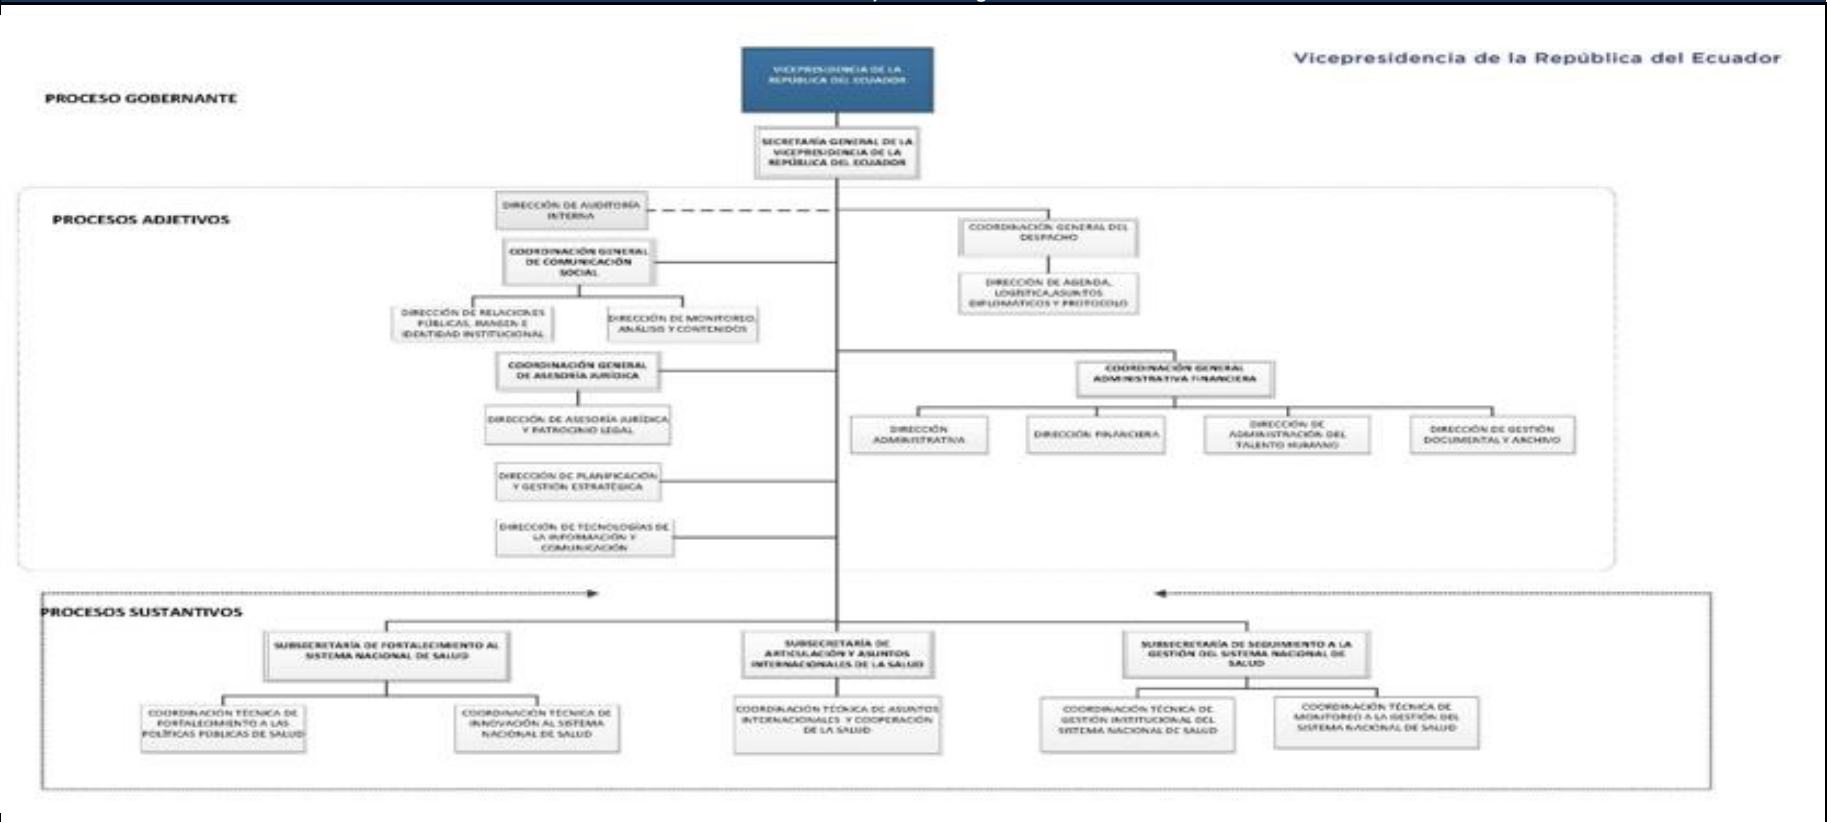 Vicepresidencia de la República del Ecuador
VICEPRESIDENCIA DE LA
REPÚBLICA DEL ECUADOR
PROCESO GOBERNANTE
SECRETARÍA GENERAL DE LA
VICEPRESIDENCIA DE LA
REPÚBLICA DEL ECUADOR
PROCESOS ADJETIVOS
DIRECCIÓN DE AUDITORÍA
INTERNA
COORDINACIÓN GENERAL DEL
DESPACHO
COORDINACIÓN GENERAL
DE COMUNICACIÓN
SOCIAL
DIRECCIÓN DE AGENDA,
LOGÍSTICA,ASUNTOS
DIPLOMÁTICOS Y PROTOCOLO
DIRECCIÓN DE RELACIONES
PÚBLICAS, IMAGEN E
IDENTIDAD INSTITUCIONAL
DIRECCIÓN DE MONITOREO,
ANÁLISIS Y CONTENIDOS
COORDINACIÓN GENERAL
DE ASESORÍA JURÍDICA
COORDINACIÓN GENERAL
ADMINISTRATIVA FINANCIERA
DIRECCIÓN DE ASESORÍA JURÍDICA
Y PATROCINIO LEGAL
DIRECCIÓN
ADMINISTRATIVA
DIRECCIÓN FINANCIERA
DIRECCIÓN DE
ADMINISTRACIÓN DEL
TALENTO HUMANO
DIRECCIÓN DE GESTIÓN
DOCUMENTAL Y ARCHIVO
DIRECCIÓN DE PLANIFICACIÓN
Y GESTIÓN ESTRATÉGICA
DIRECCIÓN DE TECNOLOGÍAS DE
LA INFORMACIÓN Y
COMUNICACIÓN
PROCESOS SUSTANTIVOS
SUBSECRETARÍA DE FORTALECIMIENTO AL
SISTEMA NACIONAL DE SALUD
SUBSECRETARÍA DE
ARTICULACIÓN Y ASUNTOS
INTERNACIONALES DE LA SALUD
SUBSECRETARÍA DE SEGUIMIENTO A LA
GESTIÓN DEL SISTEMA NACIONAL DE
SALUD
COORDINACIÓN TÉCNICA DE
FORTALECIMIENTO A LAS
POLÍTICAS PÚBLICAS DE SALUD
COORDINACIÓN TÉCNICA DE
INNOVACIÓN AL SISTEMA
NACIONAL DE SALUD
COORDINACIÓN TÉCNICA DE ASUNTOS
INTERNACIONALES Y COOPERACIÓN
DE LA SALUD
COORDINACIÓN TÉCNICA DE
GESTIÓN INSTITUCIONAL DEL
SISTEMA NACIONAL DE SALUD
COORDINACIÓN TÉCNICA DE
MONITOREO A LA GESTIÓN DEL
SISTEMA NACIONAL DE SALUD